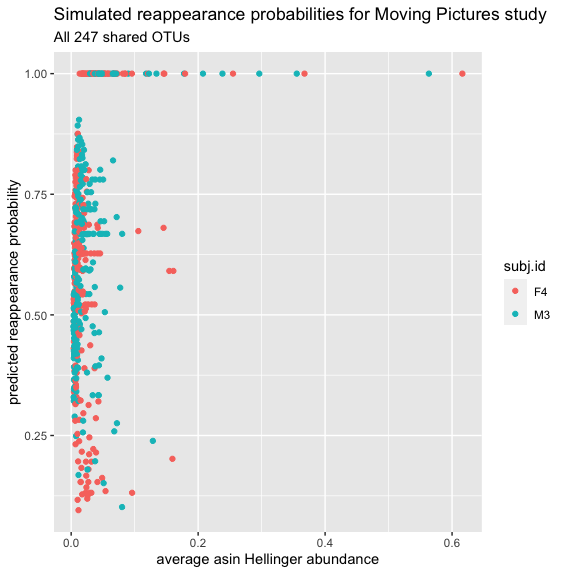 Simulated reappearance probabilities for Moving Pictures study
All 247 shared OTUs
1.00
0.75
0.50
0.25
predicted reappearance probability
0.0
0.2
0.4
0.6
average asin Hellinger abundance
subj.id
F4
M3